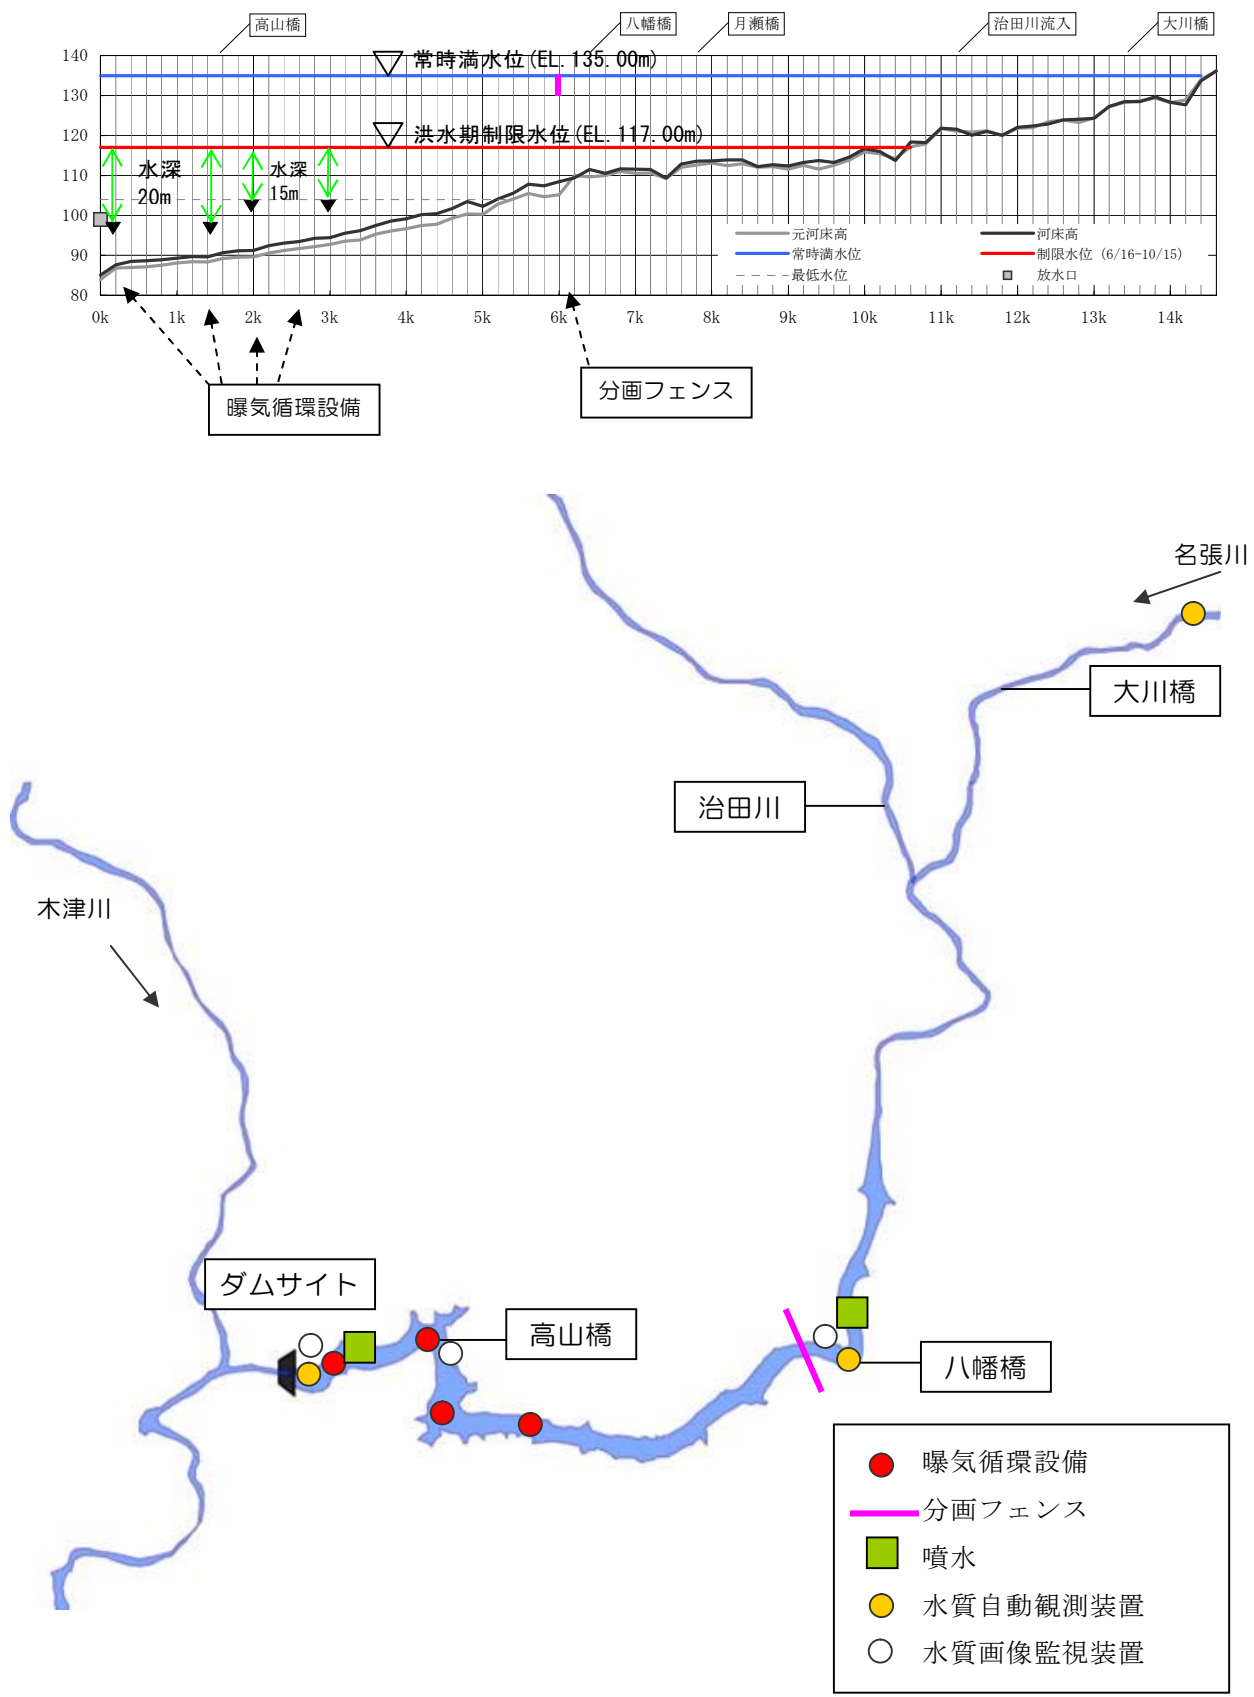 高山橋
八幡橋
月瀬橋
治田川流入
大川橋
常時満水位(EL.135.00m)
洪水期制限水位(EL.117.00m)
140
130
120
110
100
90
80
水深
20m
水深
15m
元河床高
河床高
常時満水位
制限水位 (6/16-10/15)
最低水位
放水口
0k 1k 2k 3k 4k 5k 6k 7k 8k 9k 10k 11k 12k 13k 14k
曝気循環設備
分画フェンス
名張川
大川橋
治田川
木津川
ダムサイト
高山橋
八幡橋
曝気循環設備
分画フェンス
噴水
水質自動観測装置
水質画像監視装置